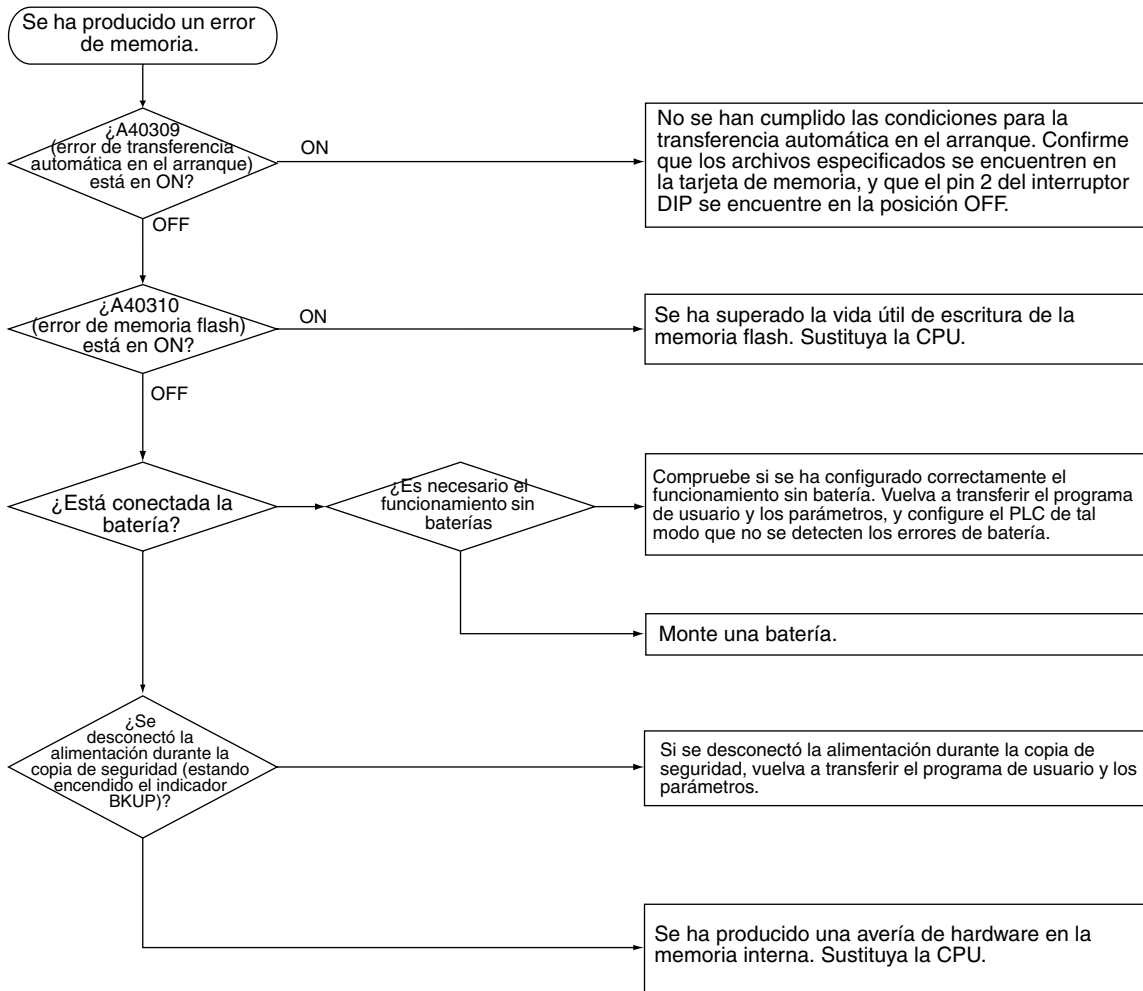 Se ha producido un error
de memoria.
¿A40309
(error de transferencia
automática en el arranque)
está en ON?
ON
No se han cumplido las condiciones para la
transferencia automática en el arranque. Confirme
que los archivos especificados se encuentren en
la tarjeta de memoria, y que el pin 2 del interruptor
DIP se encuentre en la posición OFF.
OFF
¿A40310
(error de memoria flash)
está en ON?
ON
Se ha superado la vida útil de escritura de la
memoria flash. Sustituya la CPU.
OFF
¿Está conectada la
batería?
¿Es necesario el
funcionamiento sin
baterías
Compruebe si se ha configurado correctamente el
funcionamiento sin batería. Vuelva a transferir el programa
de usuario y los parámetros, y configure el PLC de tal
modo que no se detecten los errores de batería.
Monte una batería.
¿Se
desconectó la
alimentación durante la
copia de seguridad (estando
encendido el indicador
BKUP)?
Si se desconectó la alimentación durante la copia de
seguridad, vuelva a transferir el programa de usuario y los
parámetros.
Se ha producido una avería de hardware en la
memoria interna. Sustituya la CPU.